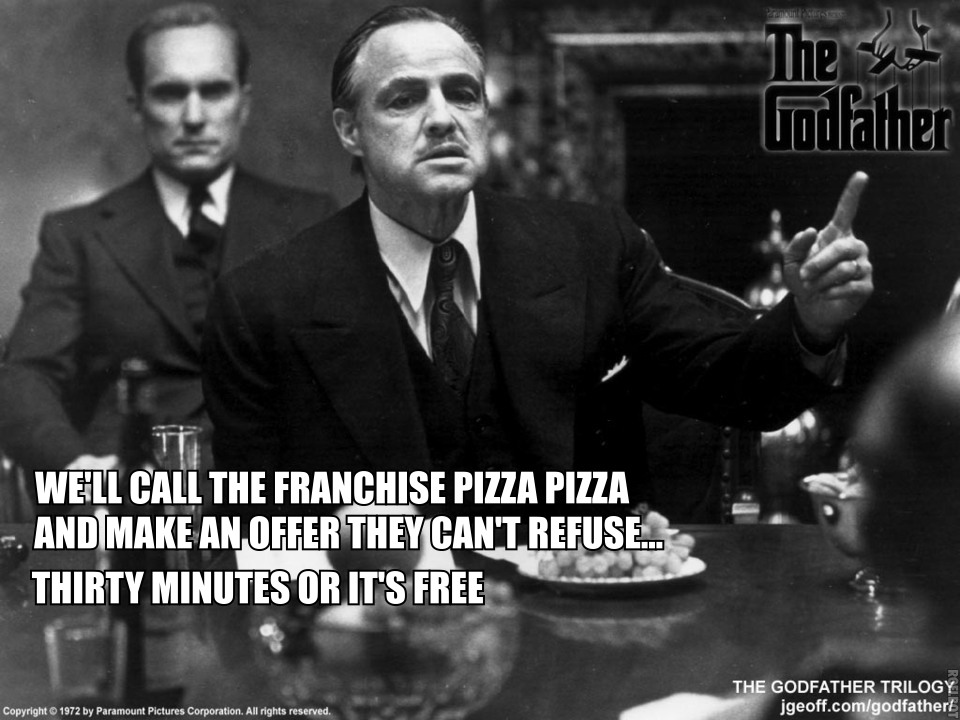 The
Godfather
WE'LL CALL THE FRANCHISE PIZZA PIZZA
AND MAKE AN OFFER THEY CAN'T REFUSE...
THIRTY MINUTES OR IT'S FREE
THE GODFATHER TRILOGY
jgeoff.com/godfather/
Copyright © 1972 by Paramount Pictures Corporation. All rights reserved.